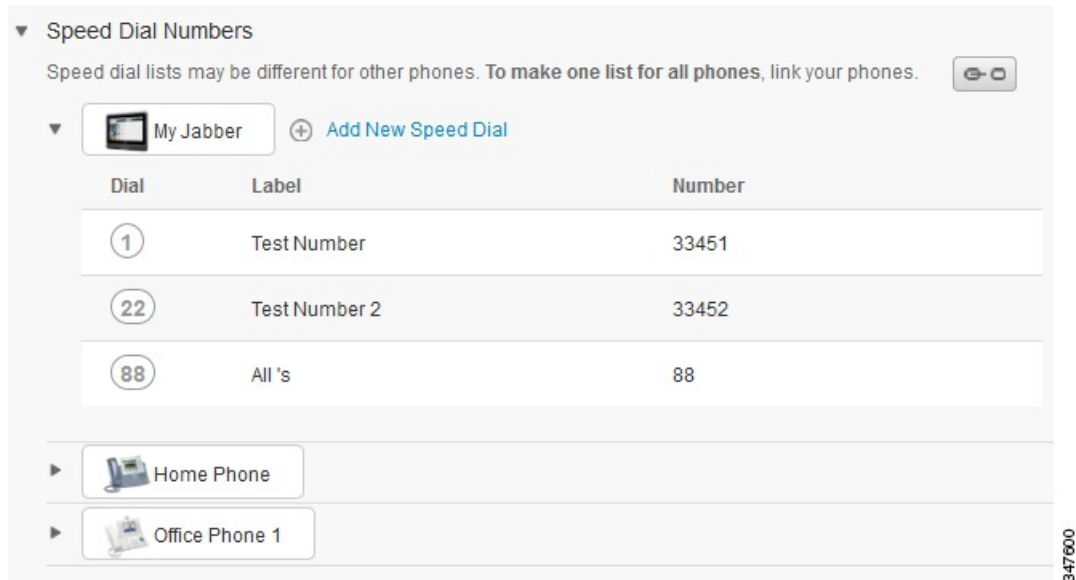 Speed Dial Numbers
Speed dial lists may be different for other phones. To make one list for all phones, link your phones.
My Jabber Add New Speed Dial
Dial Label Number
1 Test Number 33451
22 Test Number 2 33452
88 All 's 88
Home Phone
Office Phone 1
347600